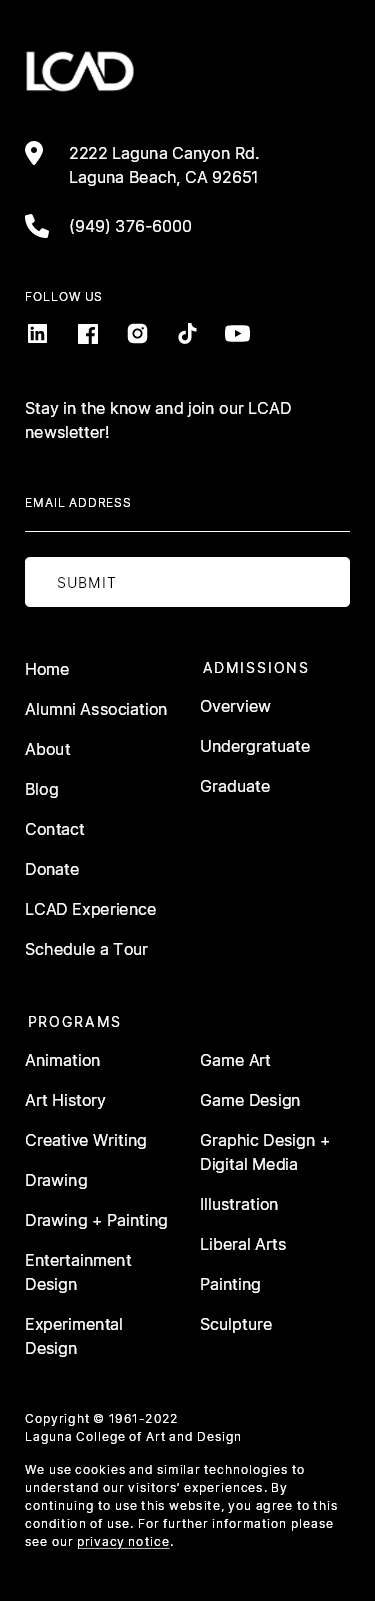 LCAD
2222 Laguna Canyon Rd.
Laguna Beach, CA 92651
(949) 376-6000
FOLLOW US
Stay in the know and join our LCAD
newsletter!
EMAIL ADDRESS
SUBMIT
Home
Alumni Association
About
Blog
Contact
Donate
LCAD Experience
Schedule a Tour
ADMISSIONS
Overview
Undergratuate
Graduate
PROGRAMS
Animation
Art History
Creative Writing
Drawing
Drawing + Painting
Entertainment
Design
Experimental
Design
Game Art
Game Design
Graphic Design +
Digital Media
Illustration
Liberal Arts
Painting
Sculpture
Copyright © 1961-2022
Laguna College of Art and Design
We use cookies and similar technologies to
understand our visitors' experiences. By
continuing to use this website, you agree to this
condition of use. For further information please
see our privacy notice.